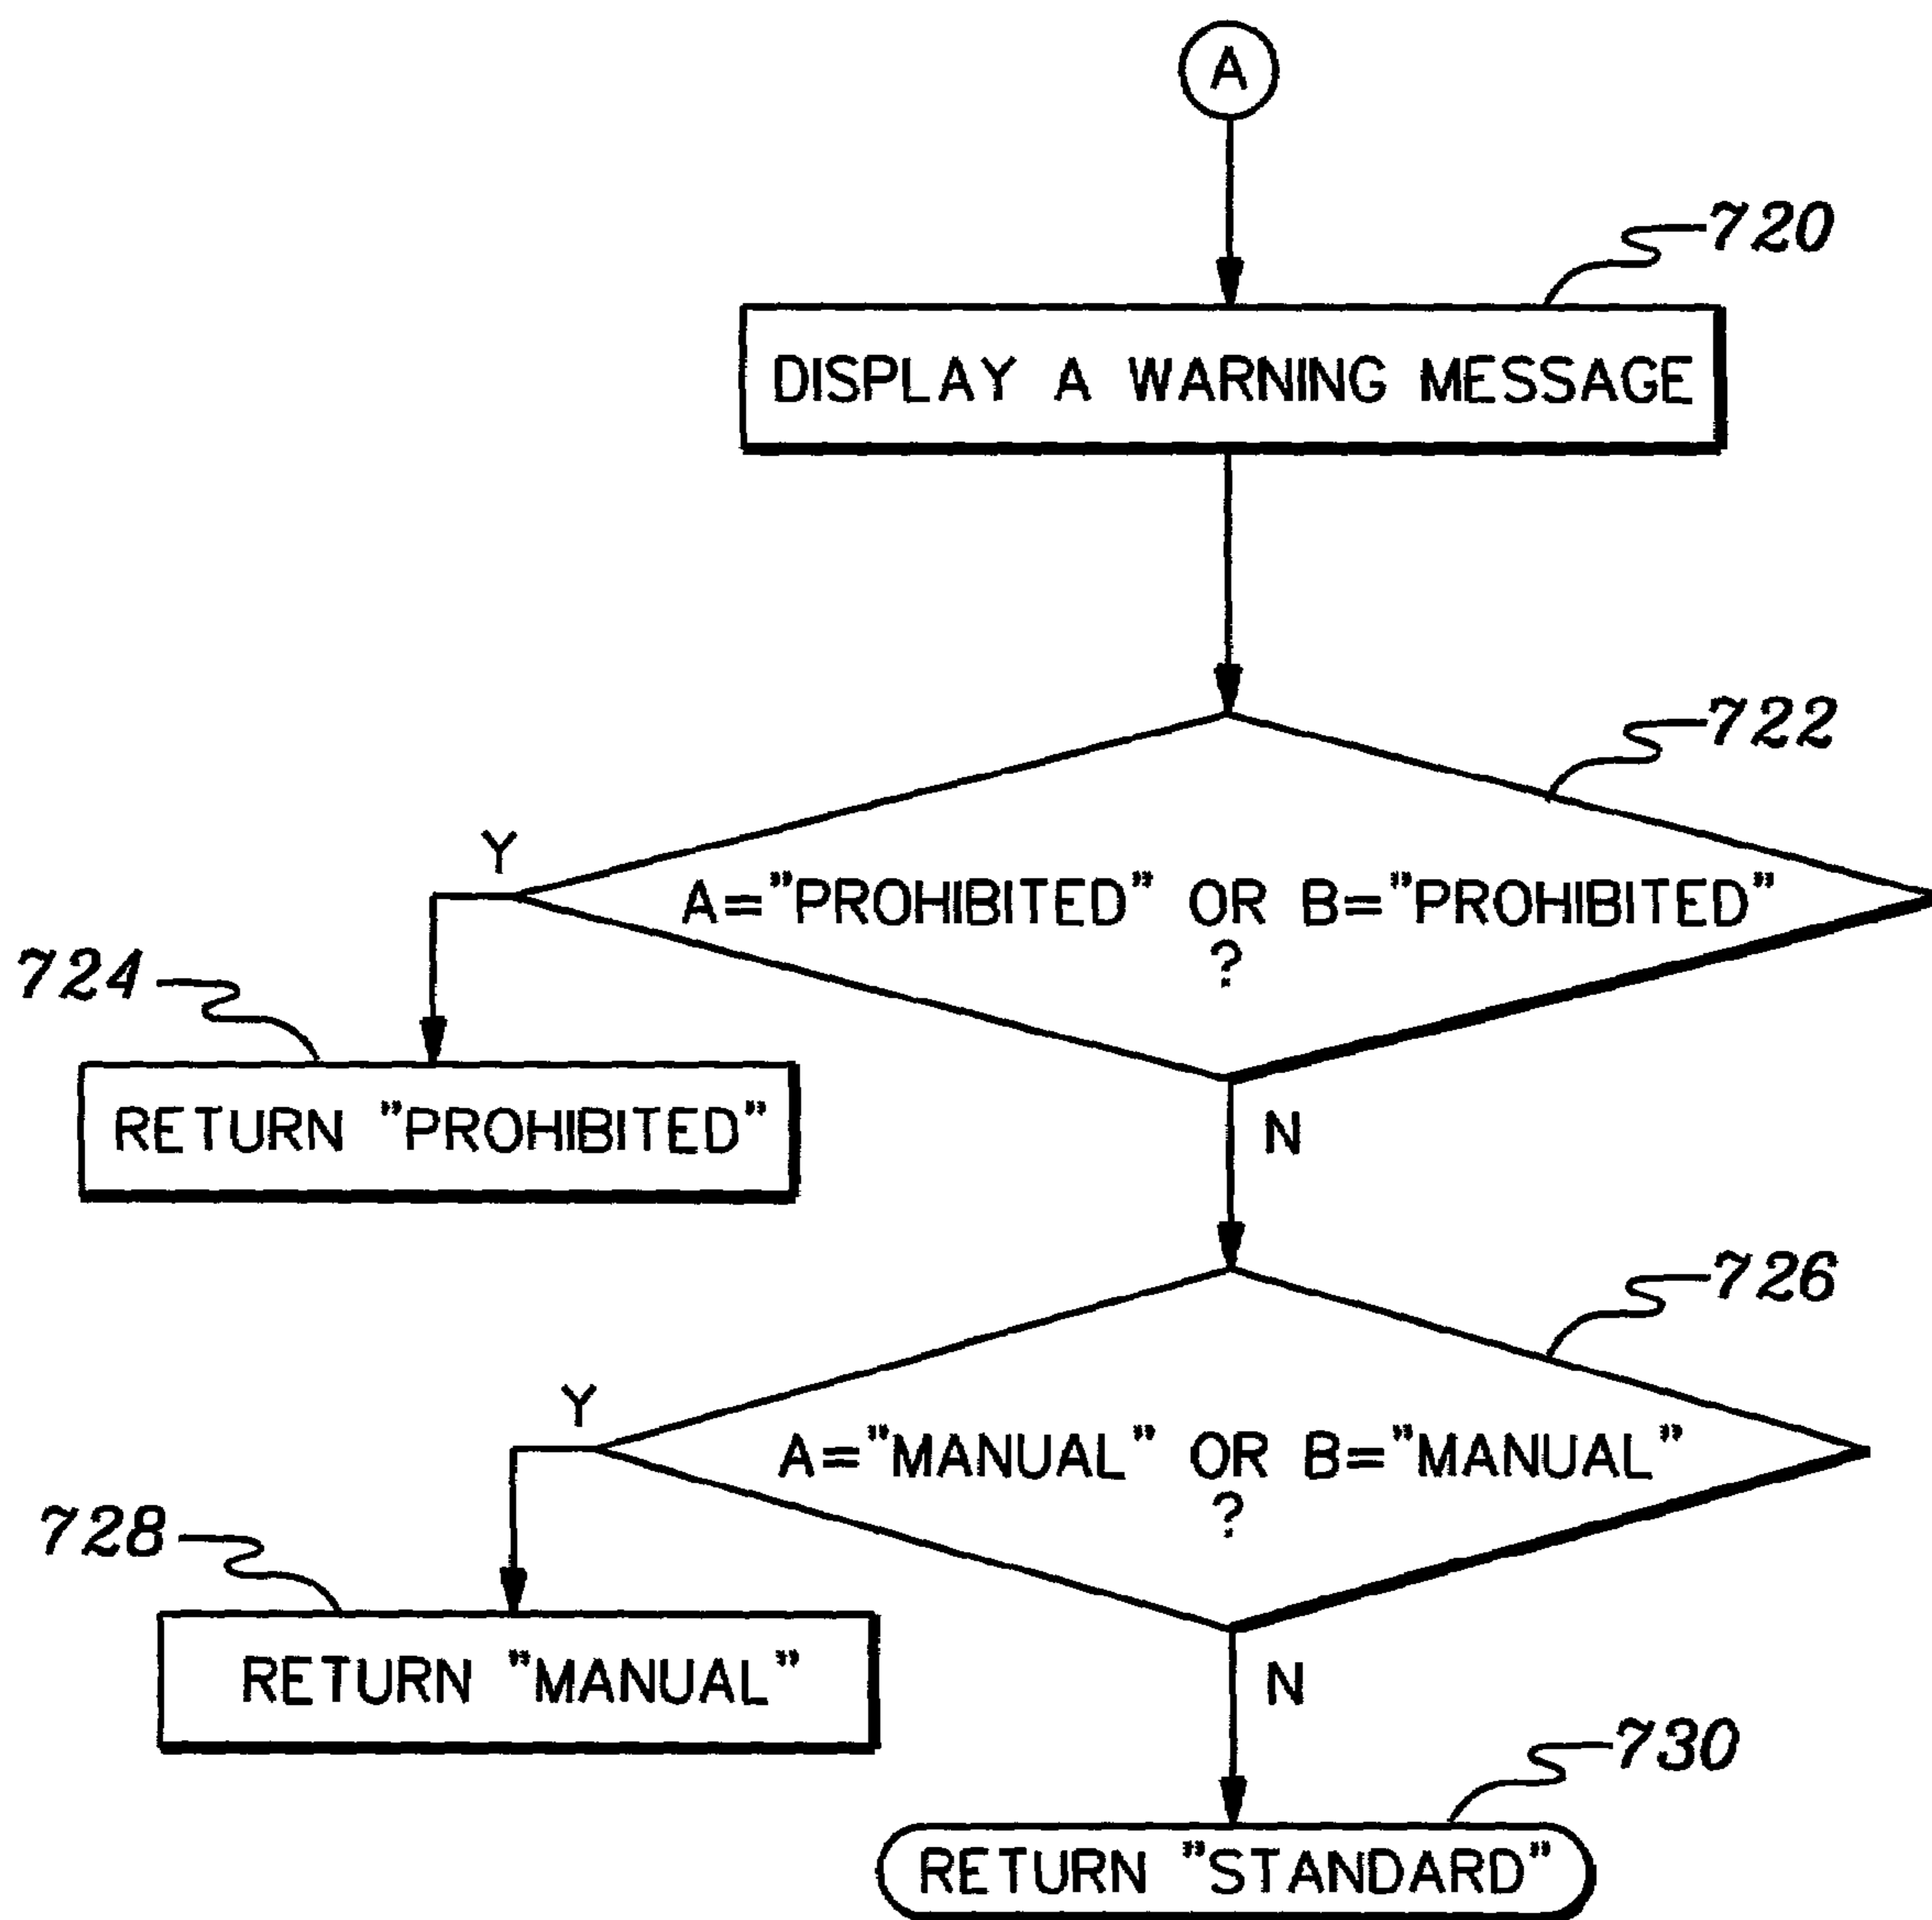 A
720
DISPLAY A WARNING MESSAGE
722
Y
A="PROHIBITED" OR B="PROHIBITED"
?
724
RETURN "PROHIBITED"
N
726
Y
A="MANUAL" OR B="MANUAL"
?
728
RETURN "MANUAL"
N
730
RETURN "STANDARD"